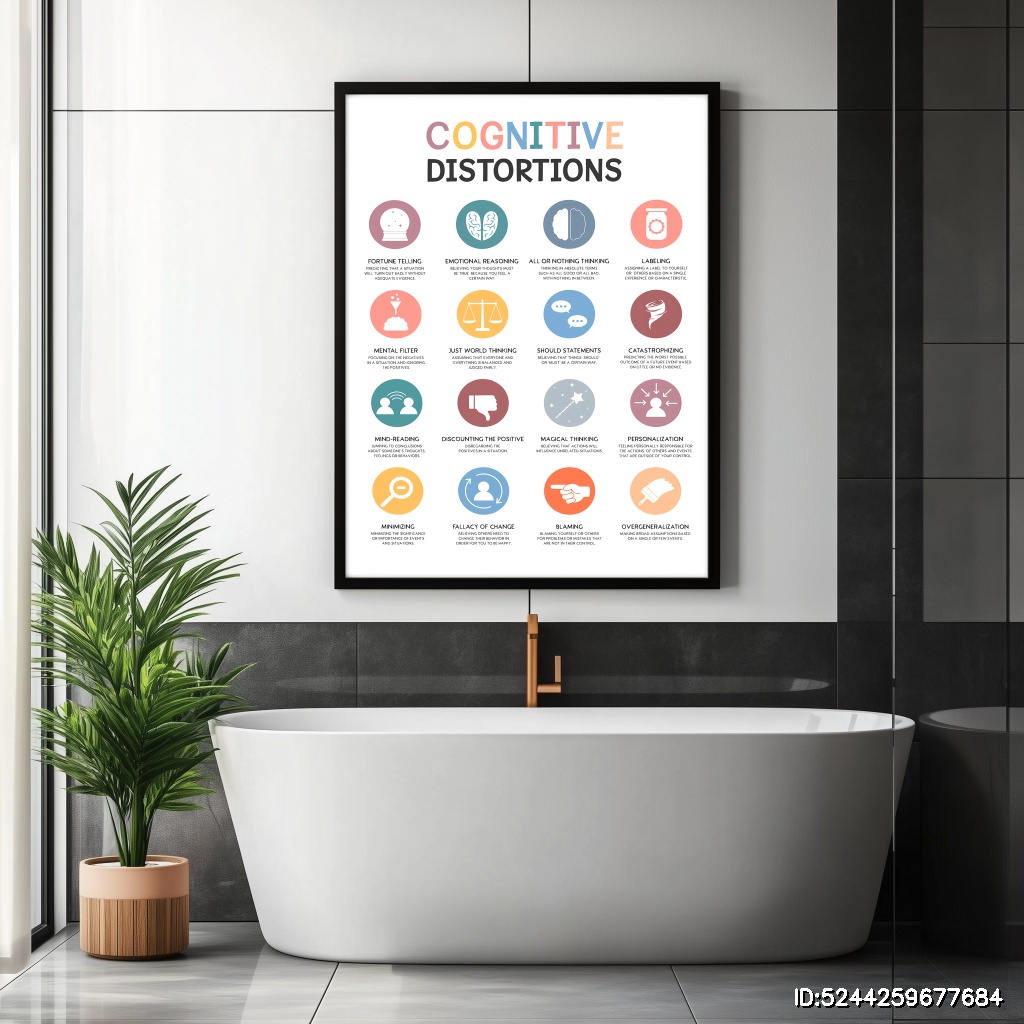 COGNITIVE
DISTORTIONS
FORTUNE TELLING
PREDICTING THAT A SITUATION
WILL TURN OUT BADLY WITHOUT
ADEQUATE EVIDENCE.
EMOTIONAL REASONING
BELIEVING YOUR THOUGHTS MUST
BE TRUE BECAUSE YOU FEEL A
CERTAIN WAY.
ALL OR NOTHING THINKING
THINKING IN ABSOLUTE TERMS
SUCH AS ALL GOOD OR ALL BAD,
WITH NOTHING IN BETWEEN.
LABELING
ASSIGNING A LABEL TO YOURSELF
OR OTHERS BASED ON A SINGLE
EXPERIENCE OR CHARACTERISTIC.
MENTAL FILTER
FOCUSING ON THE NEGATIVES
IN A SITUATION AND IGNORING
THE POSITIVES.
JUST WORLD THINKING
ASSUMING THAT EVERYONE AND
EVERYTHING IS BALANCED AND
JUDGED FAIRLY.
SHOULD STATEMENTS
BELIEVING THAT THINGS 'SHOULD'
OR 'MUST' BE A CERTAIN WAY.
CATASTROPHIZING
PREDICTING THE WORST POSSIBLE
OUTCOME OF A FUTURE EVENT BASED
ON LITTLE OR NO EVIDENCE.
MIND-READING
JUMPING TO CONCLUSIONS
ABOUT SOMEONE'S THOUGHTS,
FEELINGS OR BEHAVIORS.
DISCOUNTING THE POSITIVE
DISREGARDING THE
POSITIVES IN A SITUATION.
MAGICAL THINKING
BELIEVING THAT ACTIONS WILL
INFLUENCE UNRELATED SITUATIONS.
PERSONALIZATION
FEELING PERSONALLY RESPONSIBLE FOR
THE ACTIONS OF OTHERS AND EVENTS
THAT ARE OUTSIDE OF YOUR CONTROL.
MINIMIZING
MINIMIZING THE SIGNIFICANCE
OR IMPORTANCE OF EVENTS
AND SITUATIONS.
FALLACY OF CHANGE
BELIEVING OTHERS NEED TO
CHANGE THEIR BEHAVIOR IN
ORDER FOR YOU TO BE HAPPY.
BLAMING
BLAMING YOURSELF OR OTHERS
FOR PROBLEMS OR MISTAKES THAT
ARE NOT IN THEIR CONTROL.
OVERGENERALIZATION
MAKING BROAD ASSUMPTIONS BASED
ON A SINGLE OR FEW EVENTS.
ID:5244259677684